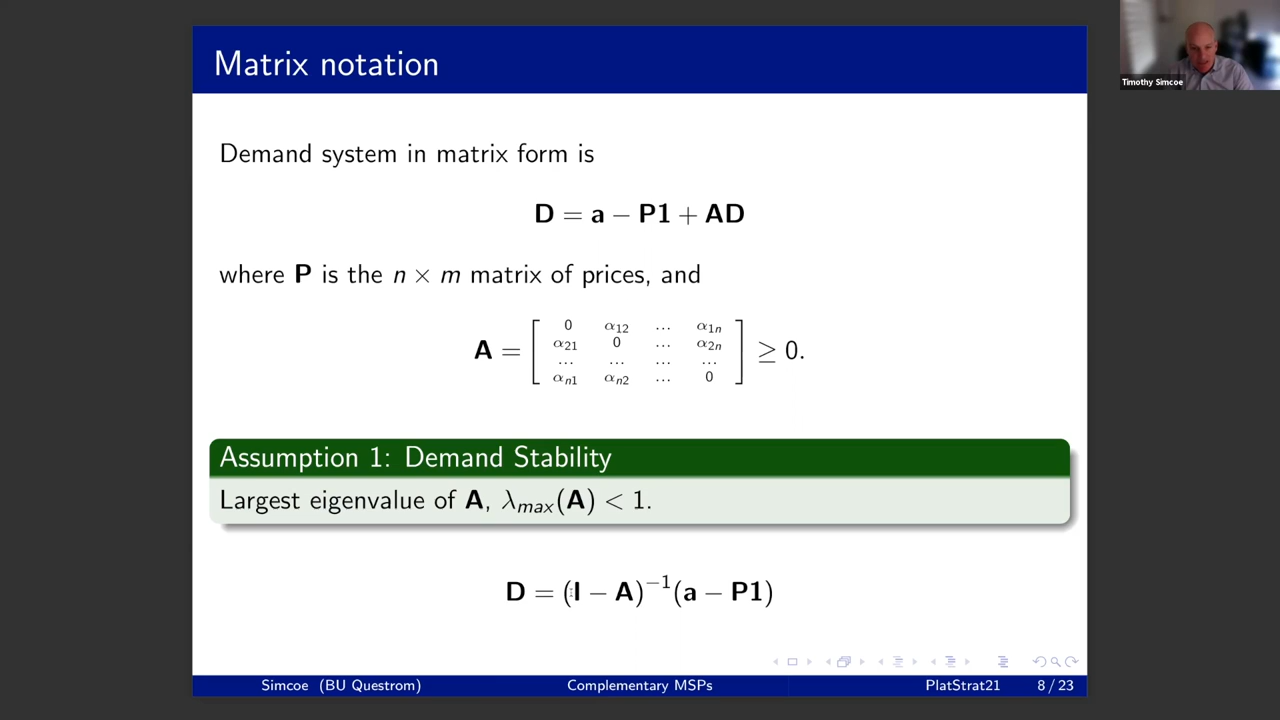 Matrix notation
Timothy Simcoe
Demand system in matrix form is
D = a − P1 + AD
where P is the n × m matrix of prices, and
A = [ 0 α12 ... α1n
α21 0 ... α2n
... ... ... ...
αn1 αn2 ... 0 ] ≥ 0.
Assumption 1: Demand Stability
Largest eigenvalue of A, λmax(A) < 1.
D = (I − A)⁻¹(a − P1)
Simcoe (BU Questrom) Complementary MSPs PlatStrat21 8 / 23